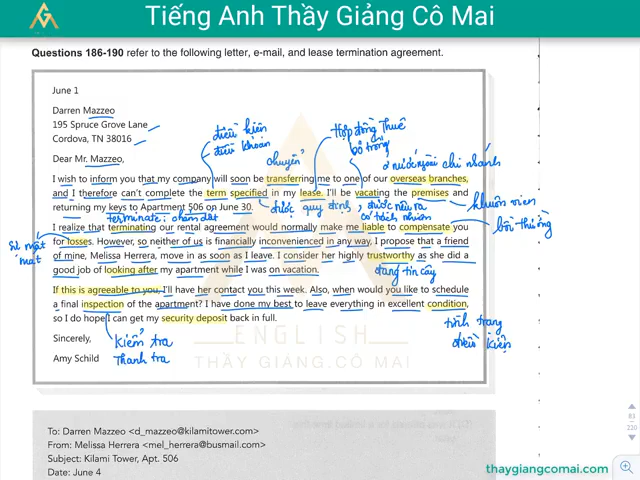 Tiếng Anh Thầy Giảng Cô Mai
Questions 186-190 refer to the following letter, e-mail, and lease termination agreement.
June 1
Darren Mazzeo
195 Spruce Grove Lane
Cordova, TN 38016
điều kiện
điều khoản
Hợp đồng thuê
bỏ trống
chuyển
ở nước ngoài chi nhánh
Dear Mr. Mazzeo,
I wish to inform you that my company will soon be transferring me to one of our overseas branches,
and I therefore can't complete the term specified in my lease. I'll be vacating the premises and
returning my keys to Apartment 506 on June 30.
được quy định, được nêu ra
khuôn viên
terminate: chấm dứt
có trách nhiệm
I realize that terminating our rental agreement would normally make me liable to compensate you
bồi thường
for losses. However, so neither of us is financially inconvenienced in any way, I propose that a friend
sự mất mát
of mine, Melissa Herrera, move in as soon as I leave. I consider her highly trustworthy as she did a
good job of looking after my apartment while I was on vacation.
đáng tin cậy
If this is agreeable to you, I'll have her contact you this week. Also, when would you like to schedule
a final inspection of the apartment? I have done my best to leave everything in excellent condition,
so I do hope I can get my security deposit back in full.
tình trạng
điều kiện
kiểm tra
thanh tra
Sincerely,
Amy Schild
ENGLISH
THẦY GIẢNG.CÔ MAI
To: Darren Mazzeo <d_mazzeo@kilamitower.com>
From: Melissa Herrera <mel_herrera@busmail.com>
Subject: Kilami Tower, Apt. 506
Date: June 4
83
220
thaygiangcomai.com